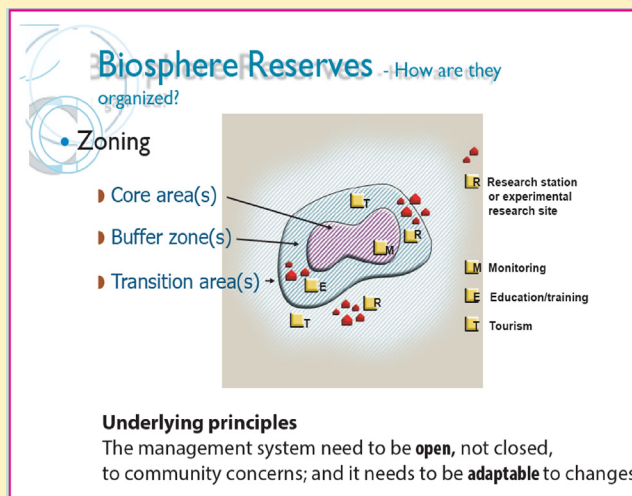 Biosphere Reserves - How are they
organized?
• Zoning
Core area(s)
Buffer zone(s)
Transition area(s)
T
R
M
E
R
T
R Research station
or experimental
research site
M Monitoring
E Education/training
T Tourism
Underlying principles
The management system need to be open, not closed,
to community concerns; and it needs to be adaptable to changes